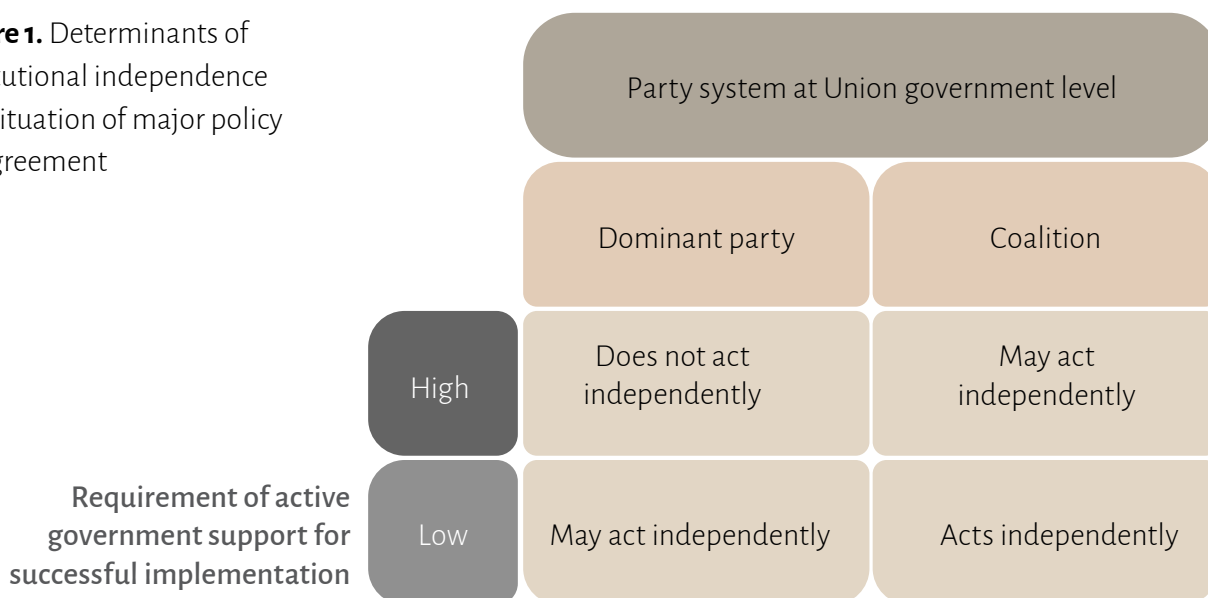 re 1. Determinants of
tutional independence
ituation of major policy
greement
Party system at Union government level
Dominant party
Coalition
High
Does not act
independently
May act
independently
Requirement of active
government support for
successful implementation
Low
May act independently
Acts independently